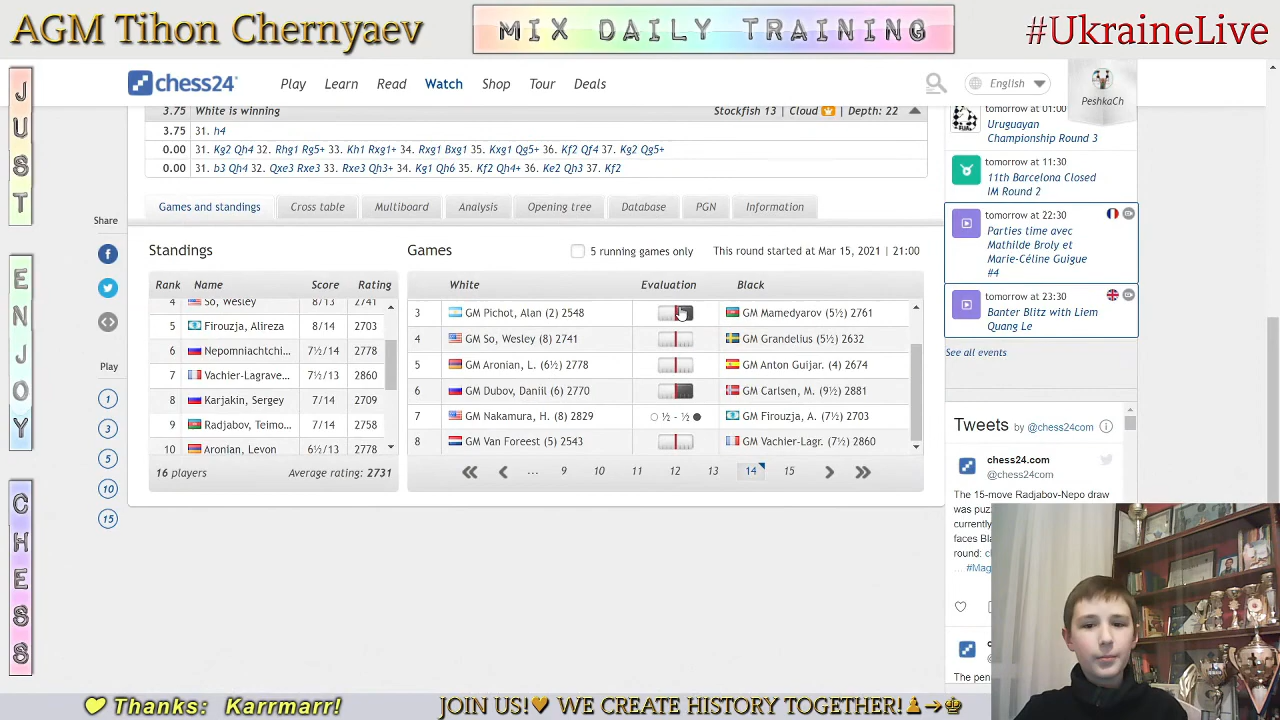 AGM Tihon Chernyaev
MIX DAILY TRAINING
#UkraineLive
JUST
ENJOY
CHESS
chess24
Play Learn Read Watch Shop Tour Deals
English
PeshkaCh
3.75 White is winning Stockfish 13 | Cloud | Depth: 22
3.75 31. h4
0.00 31. Kg2 Qh4 32. Rhg1 Rg5+ 33. Kh1 Rxg1+ 34. Rxg1 Bxg1 35. Kxg1 Qg5+ 36. Kf2 Qf4 37. Kg2 Qg5+
0.00 31. b3 Qh4 32. Rxe3 Rxe3 33. Rxe3 Qh3+ 34. Kg1 Qh6 35. Kf2 Qh4+ 36. Ke2 Qh3 37. Kf2
Games and standings Cross table Multiboard Analysis Opening tree Database PGN Information
Share
Play
1
3
5
10
15
Standings
Rank Name Score Rating
4 So, Wesley 8/13 2741
5 Firouzja, Alireza 8/14 2703
6 Nepomnachtchi... 7½/14 2778
7 Vachier-Lagrave... 7½/13 2860
8 Karjakin, Sergey 7/14 2709
9 Radjabov, Teimo... 7/14 2758
10 Aronian, Levon 6½/13 2778
16 players Average rating: 2731
Games
5 running games only
This round started at Mar 15, 2021 | 21:00
White Evaluation Black
3 GM Pichot, Alan (2) 2548 GM Mamedyarov (5½) 2761
4 GM So, Wesley (8) 2741 GM Grandelius (5½) 2632
5 GM Aronian, L. (6½) 2778 GM Anton Guijar. (4) 2674
6 GM Dubov, Daniil (6) 2770 GM Carlsen, M. (9½) 2881
7 GM Nakamura, H. (8) 2829 ½ - ½ GM Firouzja, A. (7½) 2703
8 GM Van Foreest (5) 2543 GM Vachier-Lagr. (7½) 2860
... 9 10 11 12 13 14 15
tomorrow at 01:00
Uruguayan
Championship Round 3
tomorrow at 11:30
11th Barcelona Closed
IM Round 2
tomorrow at 22:30
Parties time avec
Mathilde Broly et
Marie-Céline Guigue
#4
tomorrow at 23:30
Banter Blitz with Liem
Quang Le
See all events
Tweets by @chess24com
chess24.com
@chess24com
The 15-move Radjabov-Nepo draw
was puz
currently
faces Bla
round: c
... #Mag
@
The pen
Thanks: Karrmarr!
JOIN US! WE CREATE HISTORY TOGETHER!